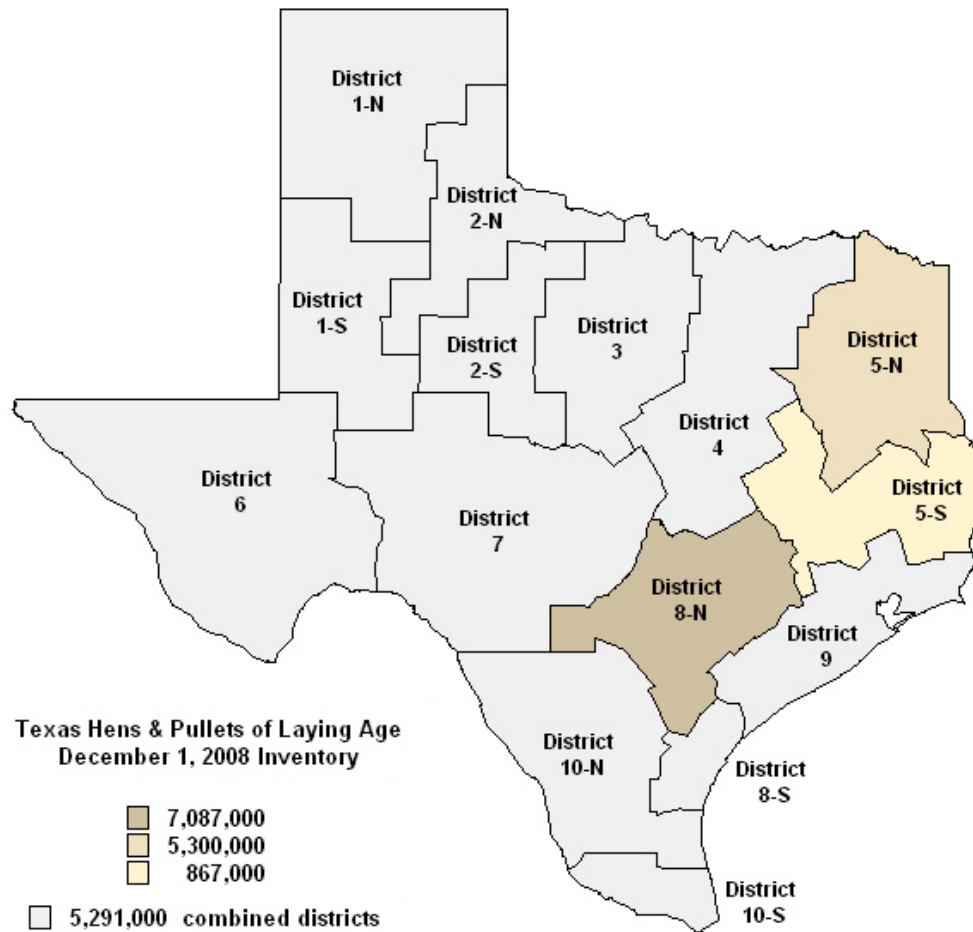 District
1-N
District
2-N
District
1-S
District
2-S
District
3
District
5-N
District
4
District
6
District
7
District
5-S
District
8-N
District
9
Texas Hens & Pullets of Laying Age
December 1, 2008 Inventory
District
10-N
District
8-S
7,087,000
5,300,000
867,000
5,291,000 combined districts
District
10-S